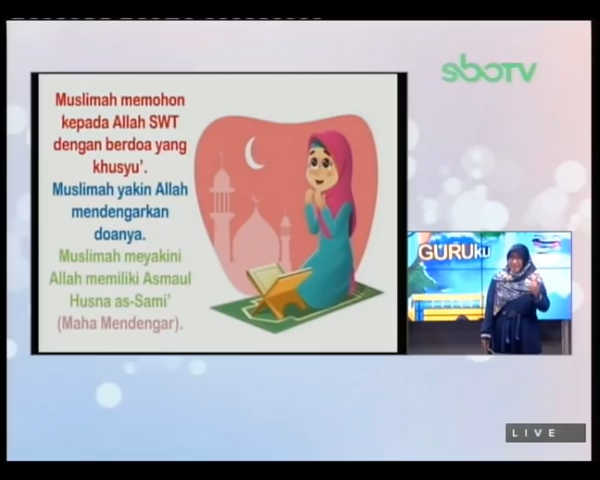 sboTV
Muslimah memohon
kepada Allah SWT
dengan berdoa yang
khusyu'.
Muslimah yakin Allah
mendengarkan
doanya.
Muslimah meyakini
Allah memiliki Asmaul
Husna as-Sami'
(Maha Mendengar).
GURUku
LIVE